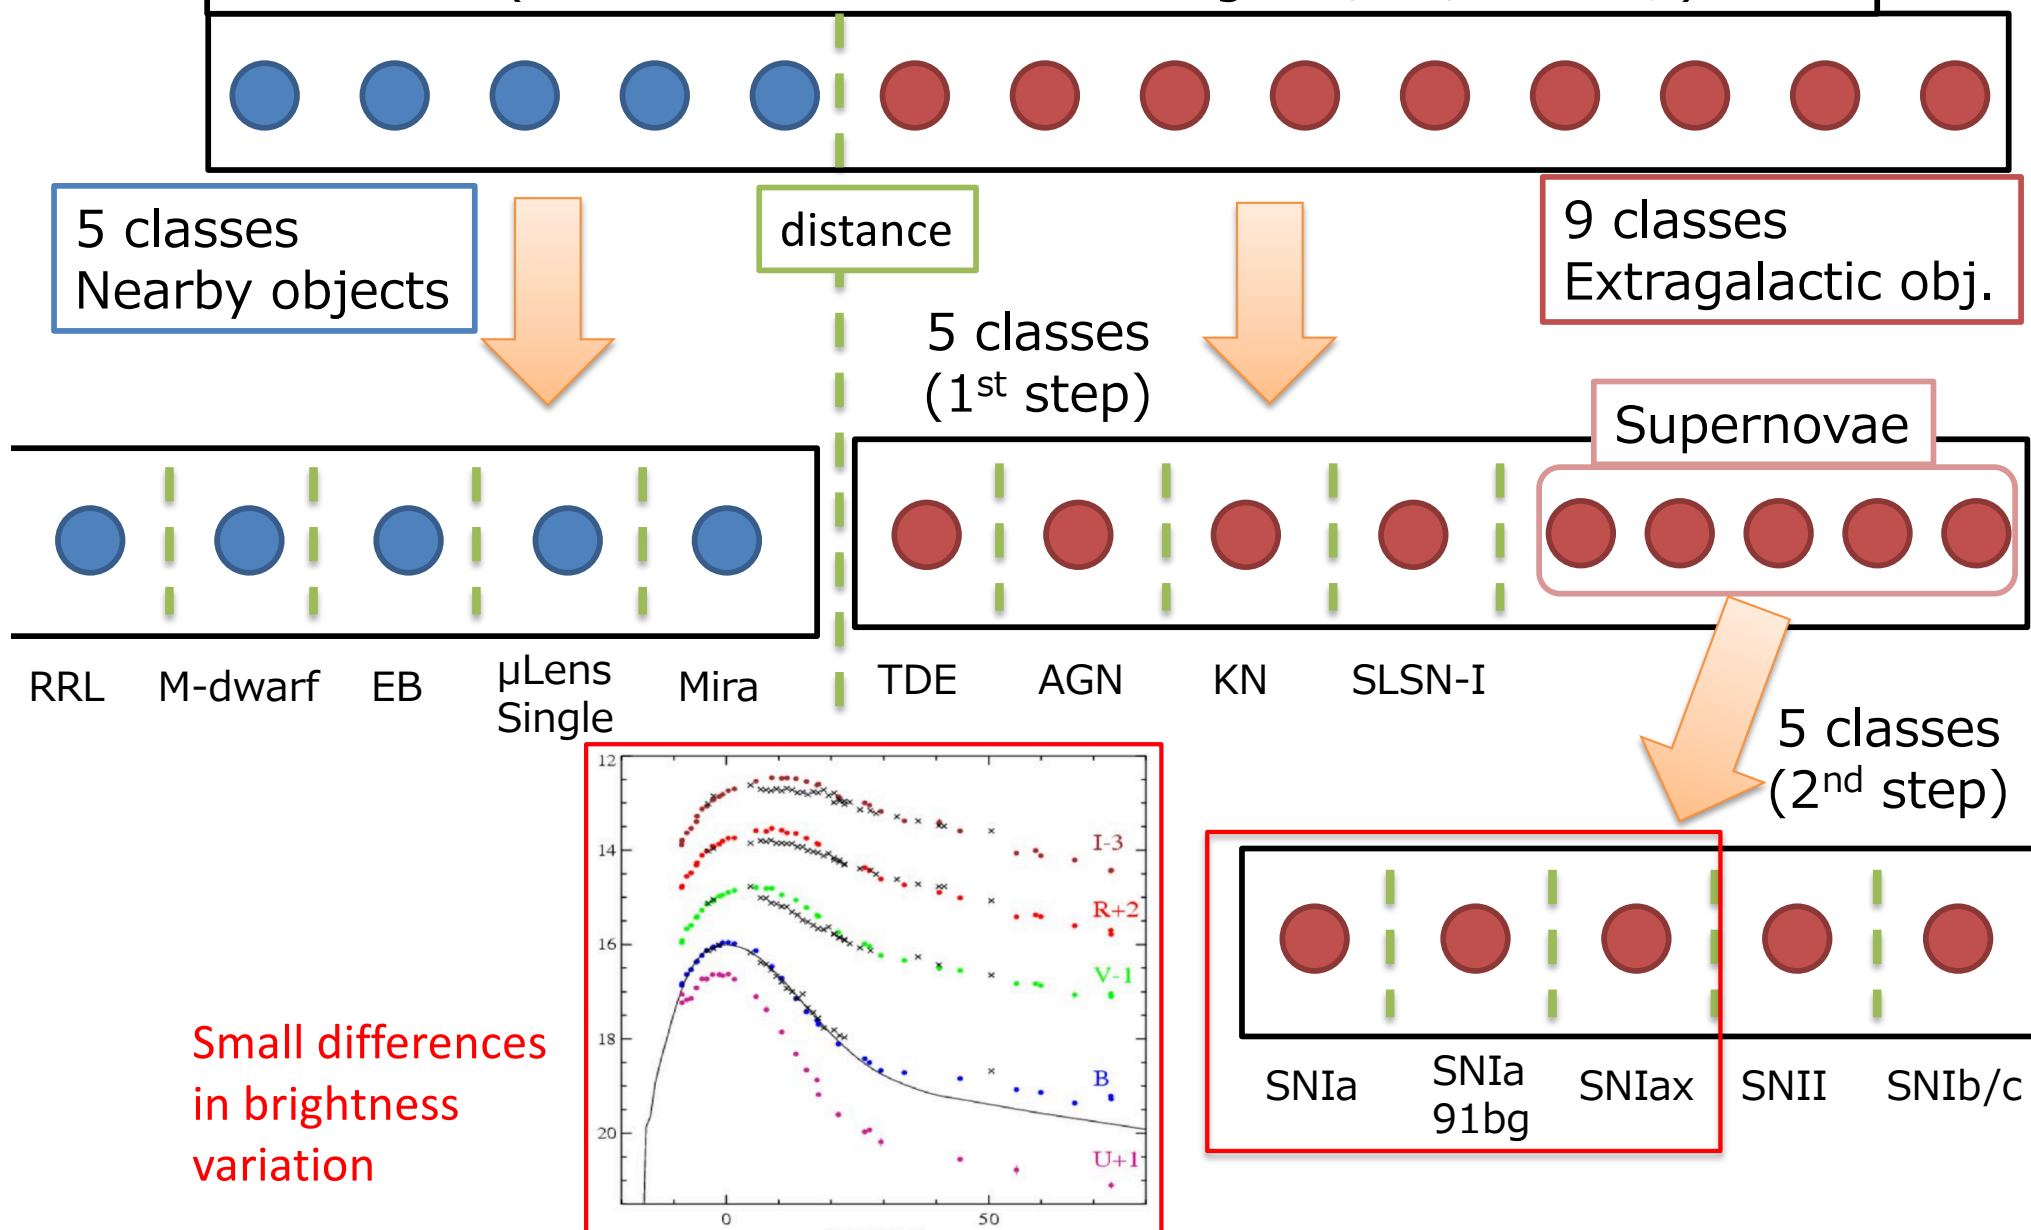 5 classes
Nearby objects
distance
9 classes
Extragalactic obj.
5 classes
(1st step)
Supernovae
RRL
M-dwarf
EB
µLens
Single
Mira
TDE
AGN
KN
SLSN-I
5 classes
(2nd step)
12
14
16
18
20
0
50
I-3
R+2
V-1
B
U+1
Small differences
in brightness
variation
SNIa
SNIa
91bg
SNIax
SNII
SNIb/c